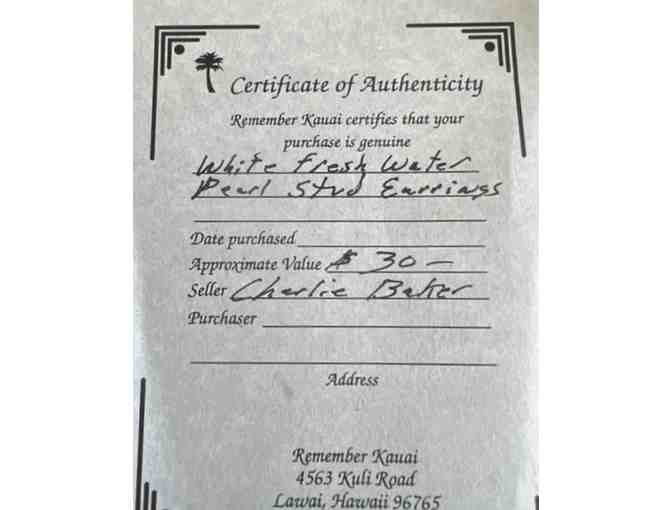 Certificate of Authenticity
Remember Kauai certifies that your
purchase is genuine
White Fresh Water
Pearl Stud Earrings
Date purchased
Approximate Value $ 30 —
Seller Charlie Baker
Purchaser
Address
Remember Kauai
4563 Kuli Road
Lawai, Hawaii 96765